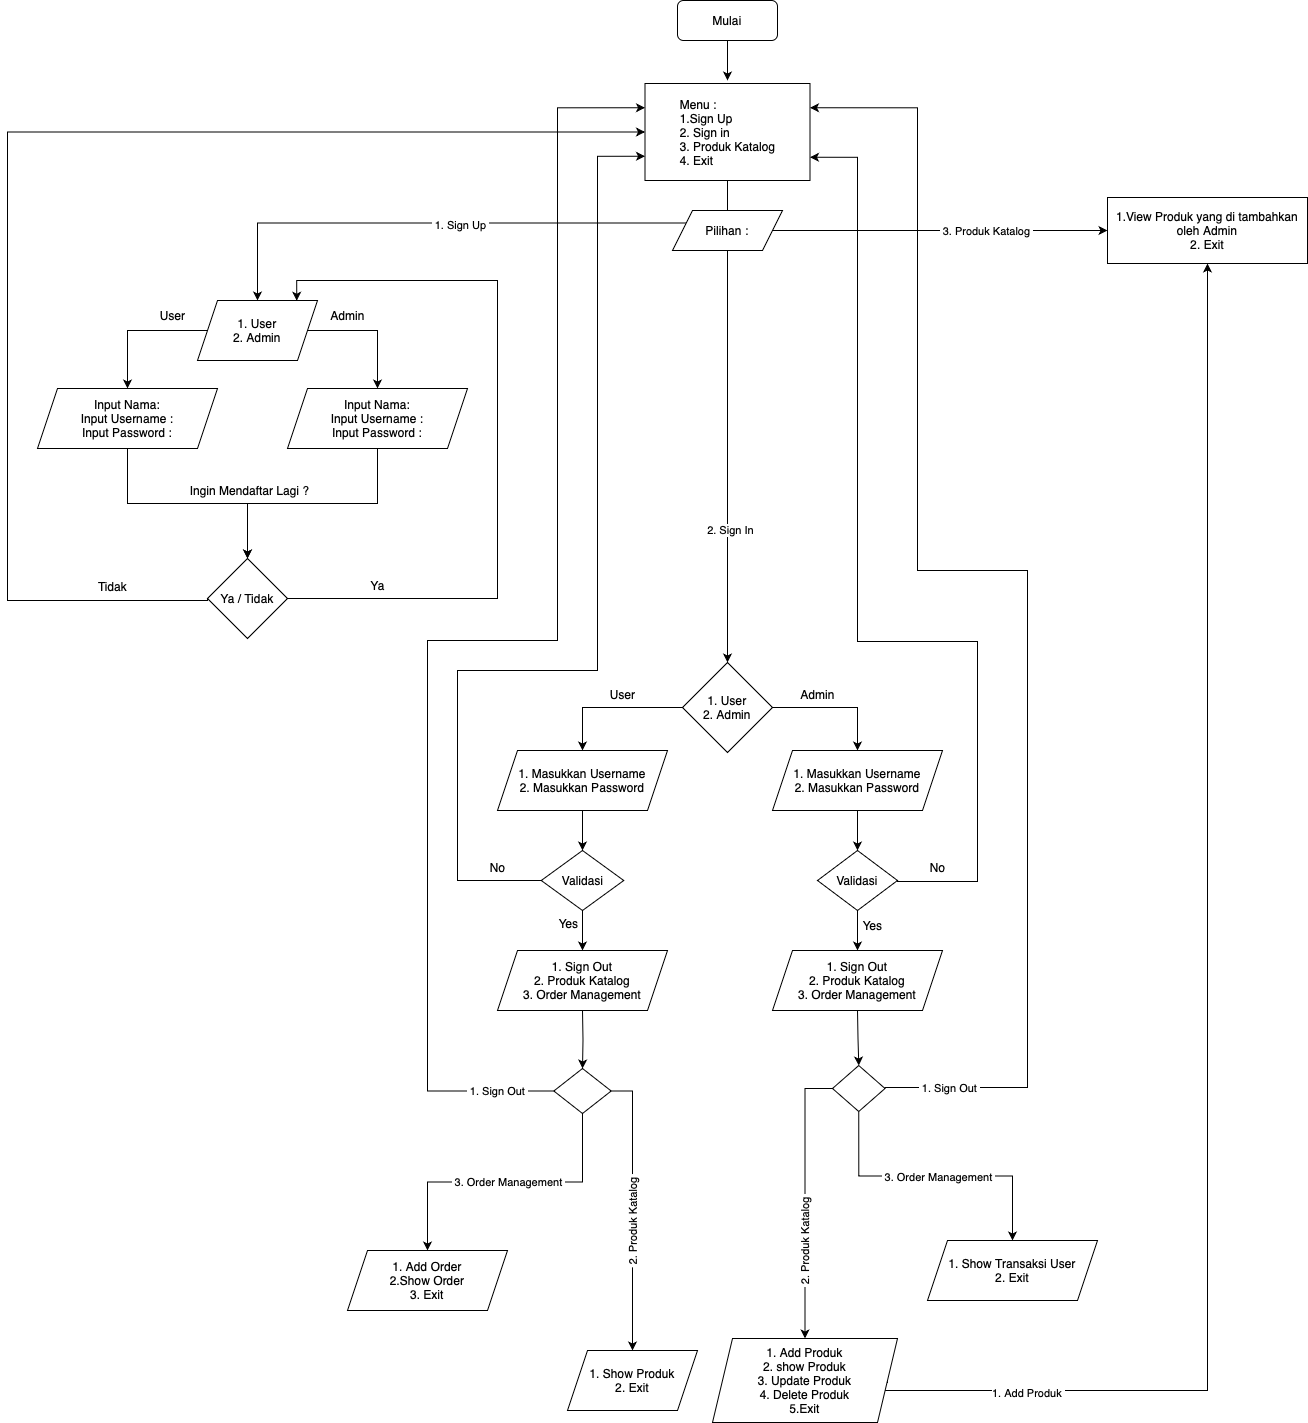 Mulai
Menu :
1.Sign Up
2. Sign in
3. Produk Katalog
4. Exit
Pilihan :
1. Sign Up
3. Produk Katalog
1.View Produk yang di tambahkan
oleh Admin
2. Exit
User
1. User
2. Admin
Admin
Input Nama:
Input Username :
Input Password :
Input Nama:
Input Username :
Input Password :
Ingin Mendaftar Lagi ?
Tidak
Ya / Tidak
Ya
2. Sign In
User
1. User
2. Admin
Admin
1. Masukkan Username
2. Masukkan Password
1. Masukkan Username
2. Masukkan Password
No
Validasi
Validasi
No
Yes
Yes
1. Sign Out
2. Produk Katalog
3. Order Management
1. Sign Out
2. Produk Katalog
3. Order Management
1. Sign Out
1. Sign Out
3. Order Management
2. Produk Katalog
2. Produk Katalog
3. Order Management
1. Add Order
2.Show Order
3. Exit
1. Show Transaksi User
2. Exit
1. Show Produk
2. Exit
1. Add Produk
2. show Produk
3. Update Produk
4. Delete Produk
5.Exit
1. Add Produk